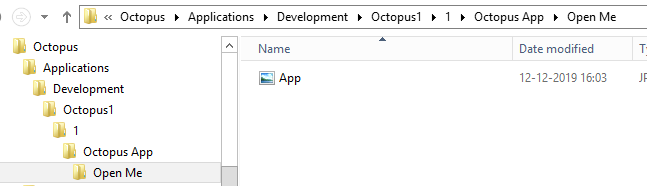 « Octopus ▸ Applications ▸ Development ▸ Octopus1 ▸ 1 ▸ Octopus App ▸ Open Me
Octopus
Applications
Development
Octopus1
1
Octopus App
Open Me
Name Date modified
App 12-12-2019 16:03 JP